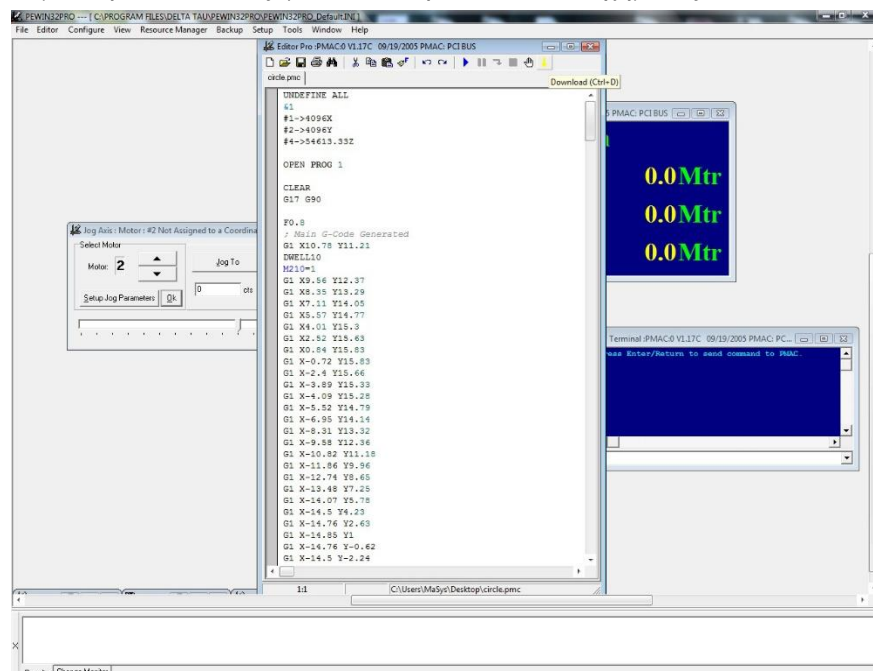 PEWIN32PRO --- [ C:\PROGRAM FILES\DELTA TAU\PEWIN32PRO\PEWIN32PRO_Default.INI ]
File Editor Configure View Resource Manager Backup Setup Tools Window Help
Editor Pro :PMAC:0 V1.17C 09/19/2005 PMAC: PCI BUS
circle.pmc
Download (Ctrl+D)
UNDEFINE ALL
&1
#1->4096X
#2->4096Y
#4->54613.33Z
OPEN PROG 1
CLEAR
G17 G90
F0.8
; Main G-Code Generated
G1 X10.78 Y11.21
DWELL10
M210=1
G1 X9.56 Y12.37
G1 X8.35 Y13.29
G1 X7.11 Y14.05
G1 X5.57 Y14.77
G1 X4.01 Y15.3
G1 X2.52 Y15.63
G1 X0.84 Y15.83
G1 X-0.72 Y15.83
G1 X-2.4 Y15.66
G1 X-3.89 Y15.33
G1 X-4.09 Y15.28
G1 X-5.52 Y14.79
G1 X-6.95 Y14.14
G1 X-8.31 Y13.32
G1 X-9.58 Y12.36
G1 X-10.82 Y11.18
G1 X-11.86 Y9.96
G1 X-12.74 Y8.65
G1 X-13.48 Y7.25
G1 X-14.07 Y5.78
G1 X-14.5 Y4.23
G1 X-14.76 Y2.63
G1 X-14.85 Y1
G1 X-14.76 Y-0.62
G1 X-14.5 Y-2.24
1:1 C:\Users\MaSys\Desktop\circle.pmc
Jog Axis : Motor : #2 Not Assigned to a Coordina
Select Motor
Motor: 2
Jog To
0 cts
Setup Jog Parameters Ok
PMAC: PCI BUS
0.0 Mtr
0.0 Mtr
0.0 Mtr
Terminal :PMAC:0 V1.17C 09/19/2005 PMAC: PC...
ress Enter/Return to send command to PMAC.